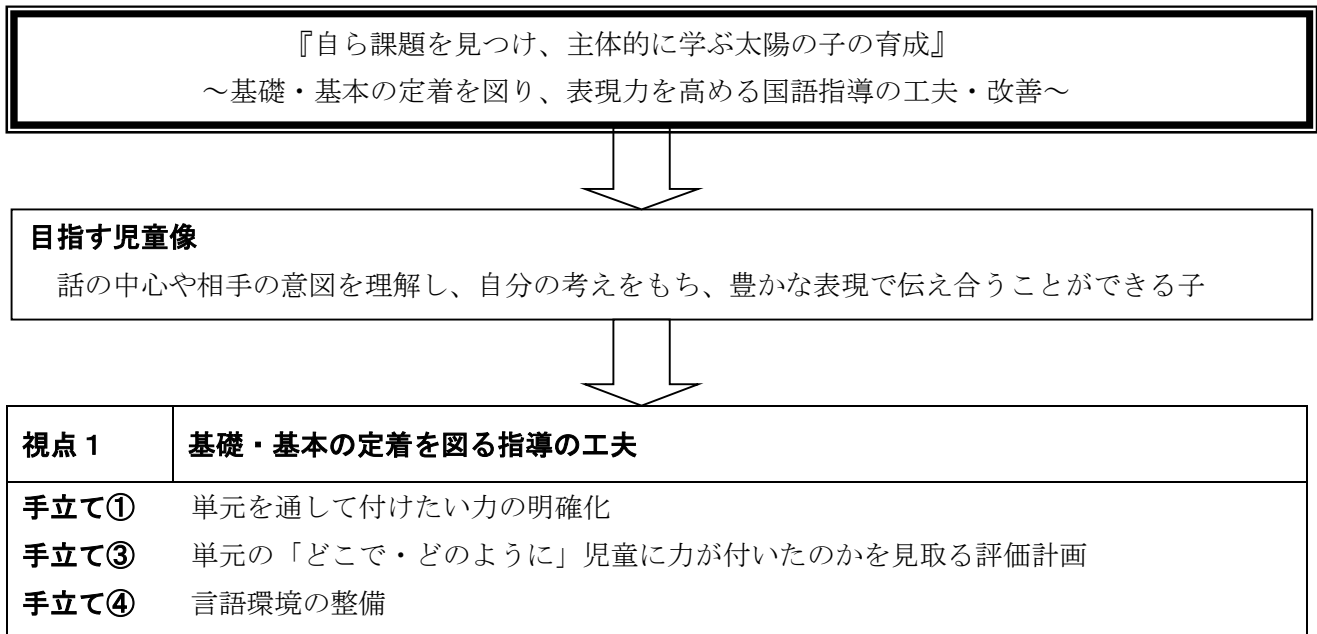 『自ら課題を見つけ、主体的に学ぶ太陽の子の育成』
～基礎・基本の定着を図り、表現力を高める国語指導の工夫・改善～
目指す児童像
話の中心や相手の意図を理解し、自分の考えをもち、豊かな表現で伝え合うことができる子
視点1 基礎・基本の定着を図る指導の工夫
手立て① 単元を通して付けたい力の明確化
手立て③ 単元の「どこで・どのように」児童に力が付いたのかを見取る評価計画
手立て④ 言語環境の整備